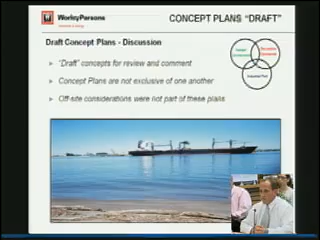 WorleyParsons
CONCEPT PLANS "DRAFT"
Draft Concept Plans - Discussion
"Draft" concepts for review and comment
Concept Plans are not exclusive of one another
Off-site considerations were not part of these plans
Industrial Port